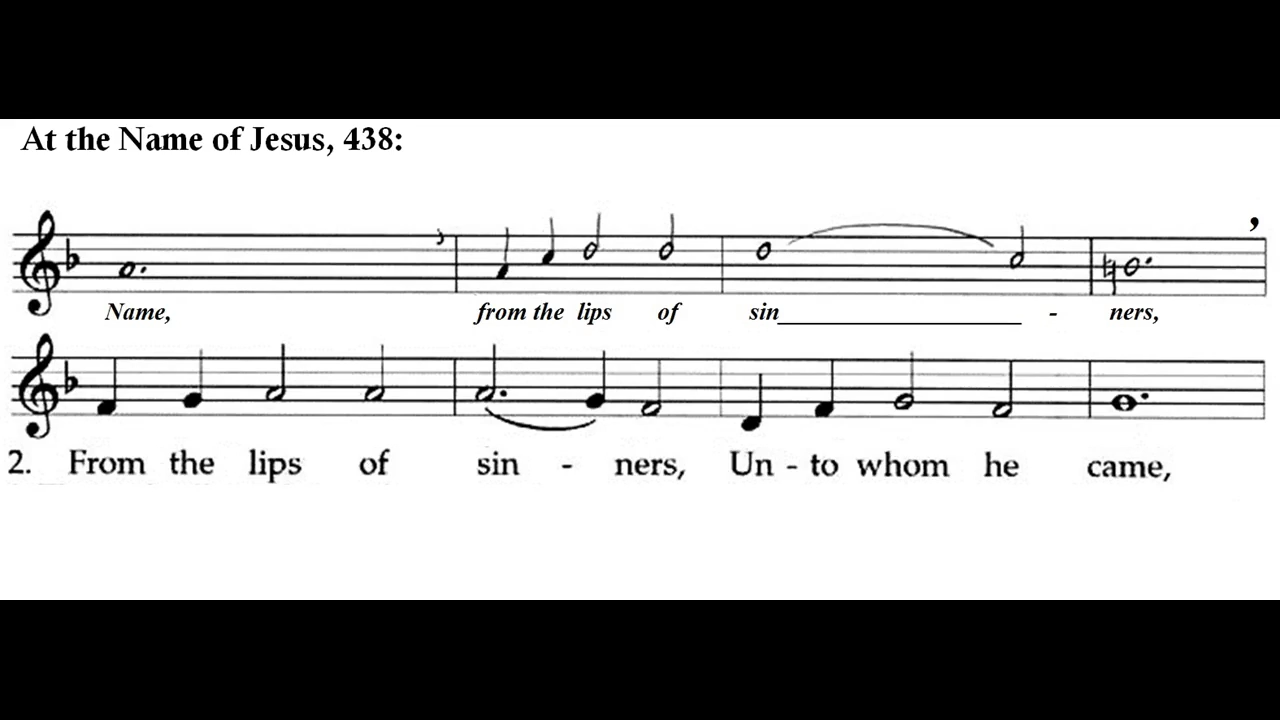 At the Name of Jesus, 438:
Name, from the lips of sin___________________ - ners,
2. From the lips of sin - ners, Un - to whom he came,